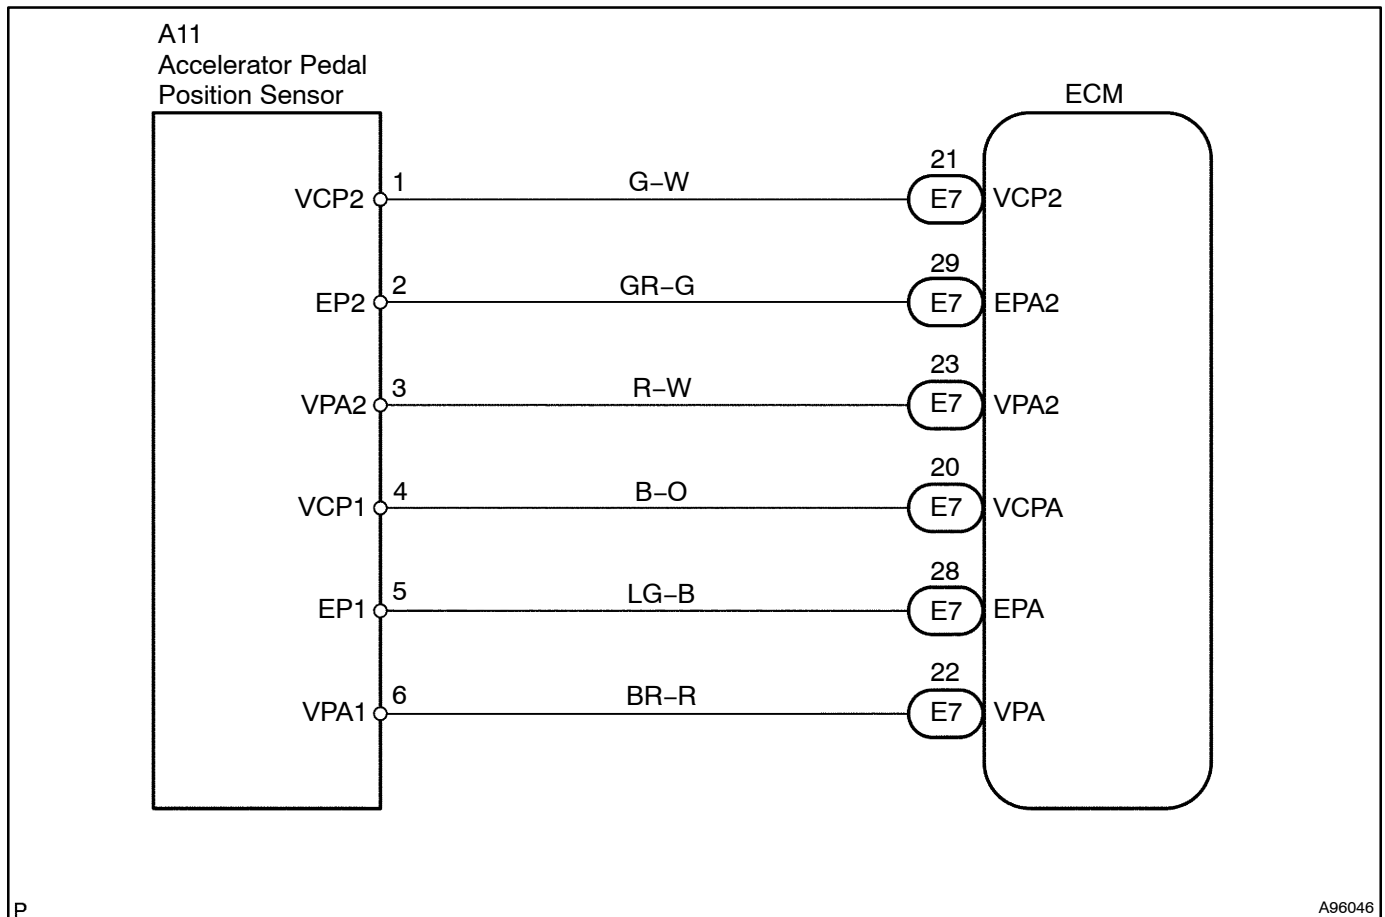 A11
Accelerator Pedal
Position Sensor
ECM
VCP2 1 G–W 21 E7 VCP2
EP2 2 GR–G 29 E7 EPA2
VPA2 3 R–W 23 E7 VPA2
VCP1 4 B–O 20 E7 VCPA
EP1 5 LG–B 28 E7 EPA
VPA1 6 BR–R 22 E7 VPA
P
A96046